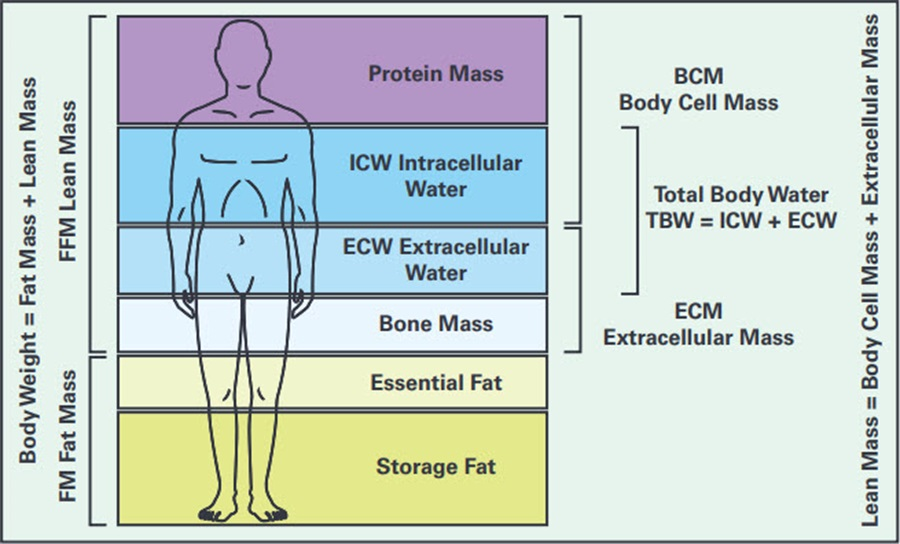 Body Weight = Fat Mass + Lean Mass
FFM Lean Mass
FM Fat Mass
Protein Mass
ICW Intracellular
Water
ECW Extracellular
Water
Bone Mass
Essential Fat
Storage Fat
BCM
Body Cell Mass
Total Body Water
TBW = ICW + ECW
ECM
Extracellular Mass
Lean Mass = Body Cell Mass + Extracellular Mass